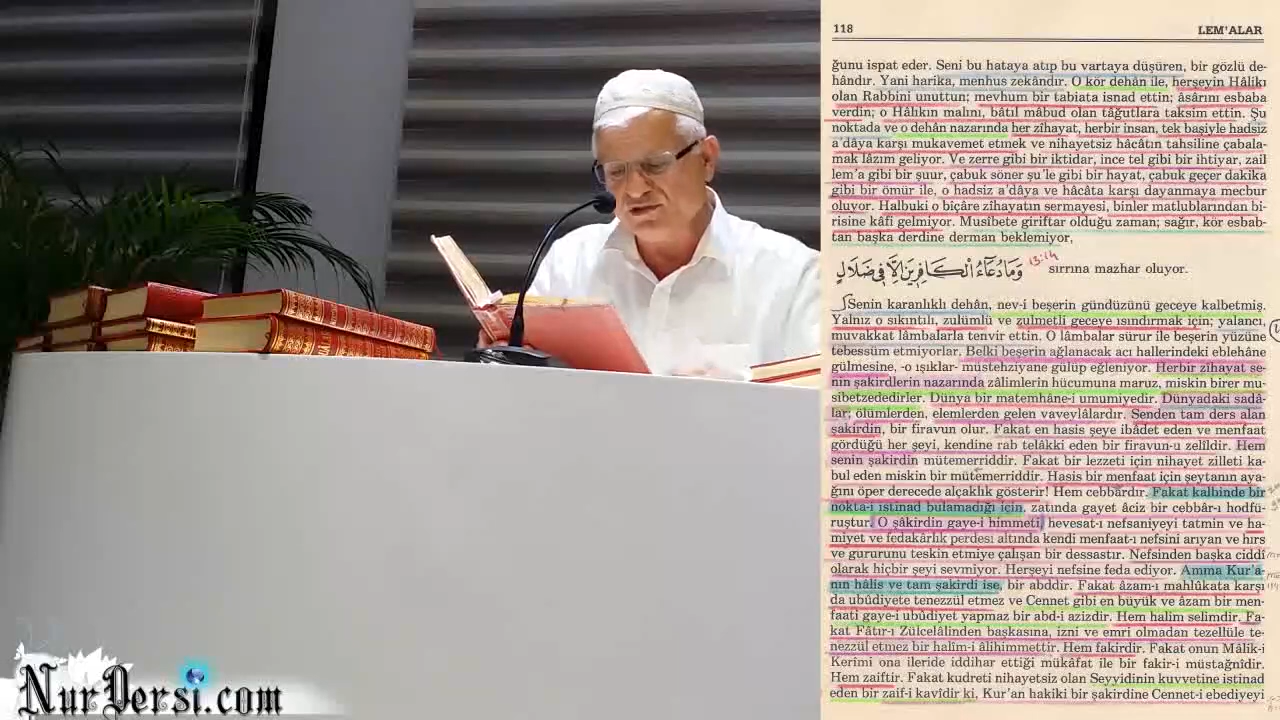 118 LEM'ALAR
ğunu ispat eder. Seni bu hataya atıp bu vartaya düşüren, bir gözlü de-
hândır. Yani harika, menhus zekândır. O kör dehân ile, herşeyin Hâlikı
olan Rabbini unuttun; mevhum bir tabiata isnad ettin; âsârını esbaba
verdin; o Hâlıkın malını, bâtıl mâbud olan tâğutlara taksim ettin. Şu
noktada ve o dehân nazarında her zîhayat, herbir insan, tek başiyle hadsiz
a'dâya karşı mukavemet etmek ve nihayetsiz hâcâtın tahsiline çabala-
mak lâzım geliyor. Ve zerre gibi bir iktidar, ince tel gibi bir ihtiyar, zail
lem'a gibi bir şuur, çabuk söner şu'le gibi bir hayat, çabuk geçer dakika
gibi bir ömür ile, o hadsiz a'dâya ve hâcâta karşı dayanmaya mecbur
oluyor. Halbuki o biçâre zîhayatın sermayesi, binler matlublarından bi-
risine kâfi gelmiyor. Musibete giriftar olduğu zaman; sağır, kör esbab-
tan başka derdine derman beklemiyor,
وَمَا دُعَاۤءُ الْكَافِرِينَ اِلاَّ فِى ضَلاَلٍ 13:14 sırrına mazhar oluyor.
Senin karanlıklı dehân, nev-i beşerin gündüzünü geceye kalbetmiş.
Yalnız o sıkıntılı, zulümlü ve zulmetli geceye ısındırmak için; yalancı,
muvakkat lâmbalarla tenvir ettin. O lâmbalar sürur ile beşerin yüzüne
tebessüm etmiyorlar. Belki beşerin ağlanacak acı hallerindeki eblehâne
gülmesine, -o ışıklar- müstehziyane gülüp eğleniyor. Herbir zîhayat se-
nin şakirdlerin nazarında zâlimlerin hücumuna maruz, miskin birer mu-
sibetzededirler. Dünya bir matemhâne-i umumiyedir. Dünyadaki sadâ-
lar; ölümlerden, elemlerden gelen vaveylâlardır. Senden tam ders alan
şakirdin, bir firavun olur. Fakat en hasis şeye ibâdet eden ve menfaat
gördüğü her şeyi, kendine rab telâkki eden bir firavun-u zelîldir. Hem
senin şakirdin mütemerriddir. Fakat bir lezzeti için nihayet zilleti ka-
bul eden miskin bir mütemerriddir. Hasis bir menfaat için şeytanın aya-
ğını öper derecede alçaklık gösterir! Hem cebbârdır. Fakat kalbinde bir
nokta-i istinad bulamadığı için, zatında gayet âciz bir cebbâr-ı hodfu-
ruştur. O şâkirdin gaye-i himmeti, hevesat-ı nefsaniyeyi tatmin ve ha-
miyet ve fedakârlık perdesi altında kendi menfaat-ı nefsini arıyan ve hırs
ve gururunu teskin etmiye çalışan bir dessastır. Nefsinden başka ciddî
olarak hiçbir şeyi sevmiyor. Herşeyi nefsine feda ediyor. Amma Kur'a-
nın hâlis ve tam şakirdi ise, bir abddir. Fakat âzam-ı mahlûkata karşı
da ubûdiyete tenezzül etmez ve Cennet gibi en büyük ve âzam bir men-
faati gaye-i ubûdiyet yapmaz bir abd-i azizdir. Hem halim selimdir. Fa-
kat Fâtır-ı Zülcelâlinden başkasına, izni ve emri olmadan tezellüle te-
nezzül etmez bir halîm-i âlihimmettir. Hem fakirdir. Fakat onun Mâlik-i
Kerimi ona ileride iddihar ettiği mükâfat ile bir fakir-i müstağnîdir.
Hem zaiftir. Fakat kudreti nihayetsiz olan Seyyidinin kuvvetine istinad
eden bir zaif-i kavîdir ki, Kur'an hakiki bir şakirdine Cennet-i ebediyeyi
NurDersi.com